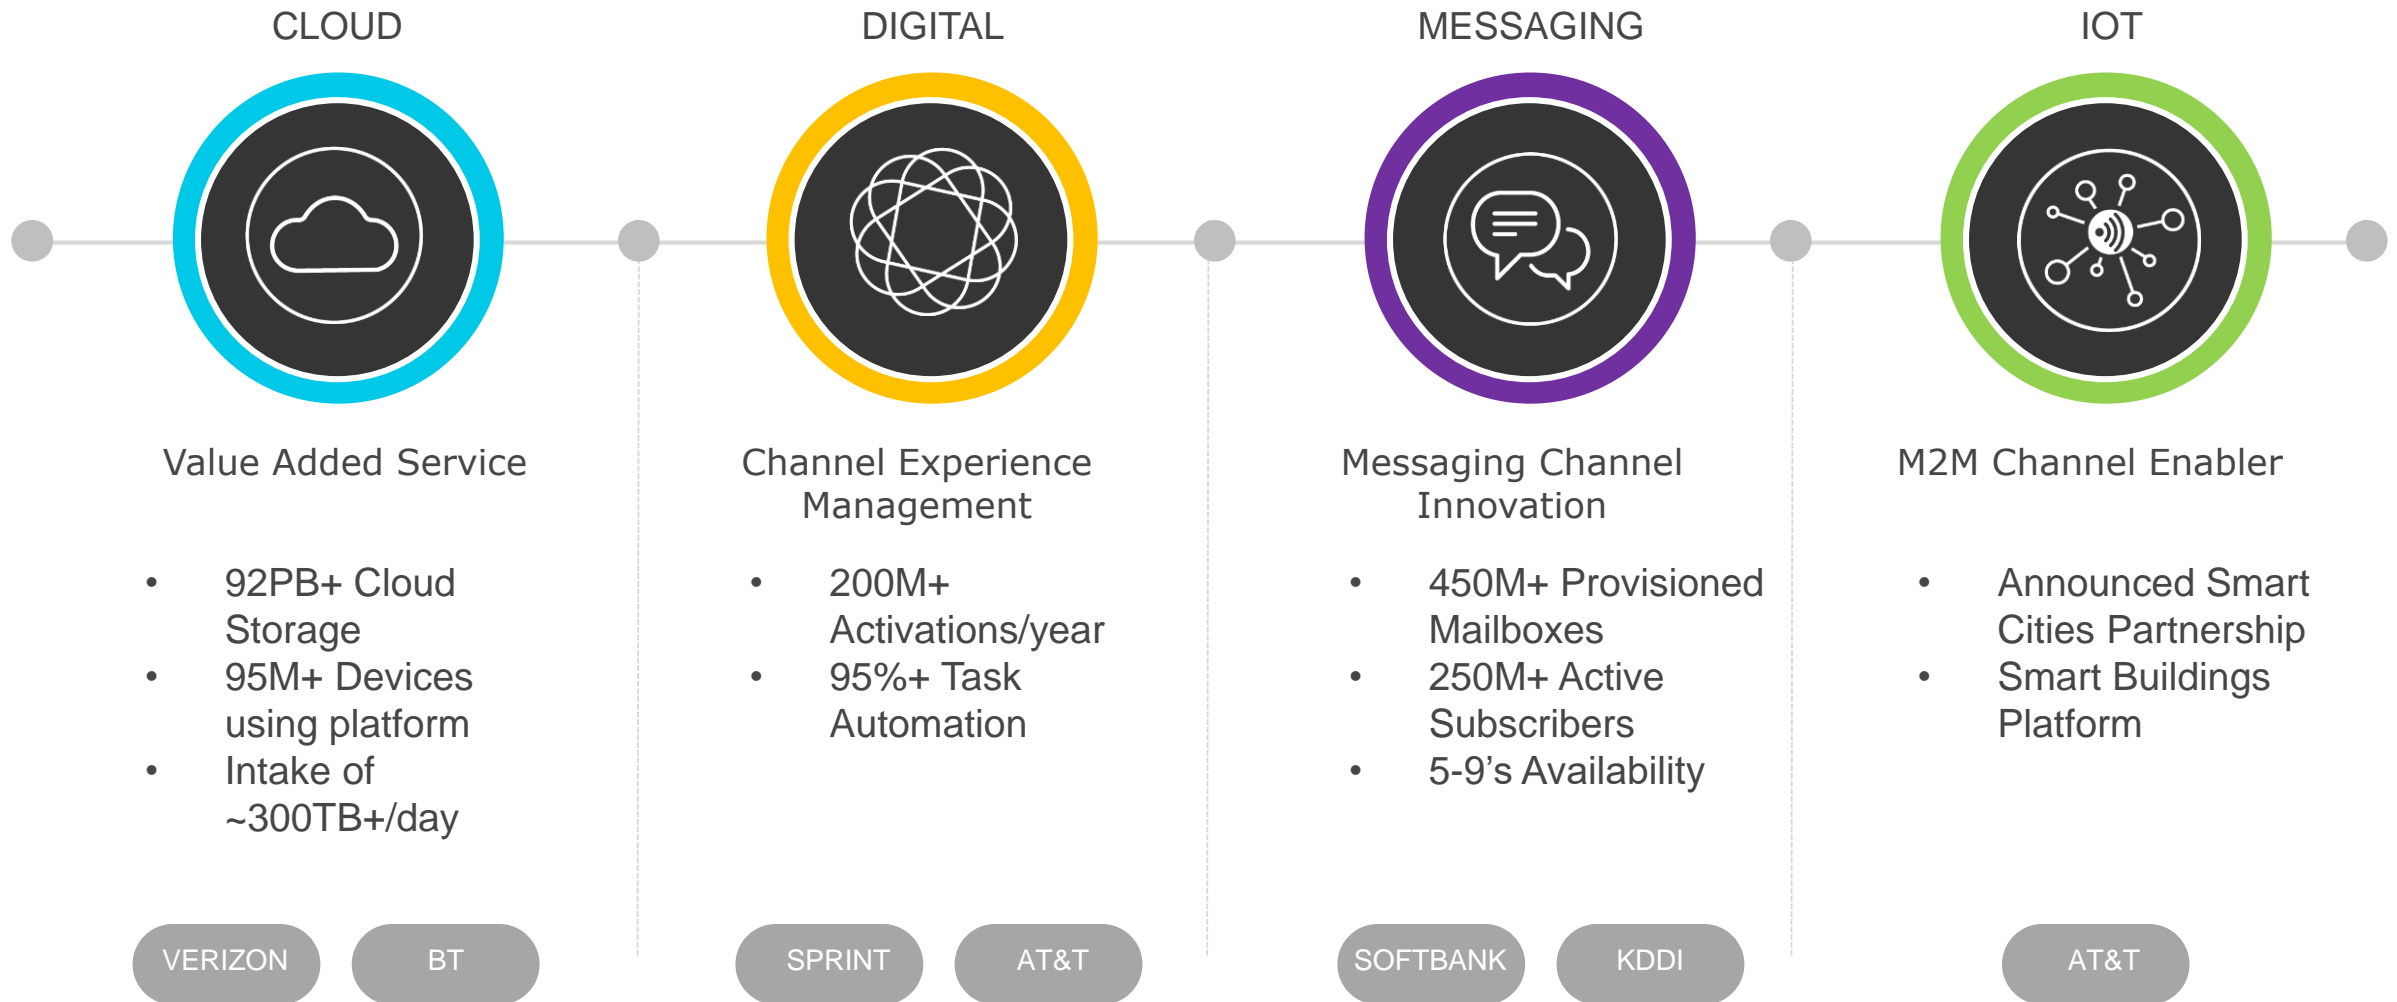 CLOUD
Value Added Service
• 92PB+ Cloud
Storage
• 95M+ Devices
using platform
• Intake of
~300TB+/day
VERIZON
BT
DIGITAL
Channel Experience
Management
• 200M+
Activations/year
• 95%+ Task
Automation
SPRINT
AT&T
MESSAGING
Messaging Channel
Innovation
• 450M+ Provisioned
Mailboxes
• 250M+ Active
Subscribers
• 5-9’s Availability
SOFTBANK
KDDI
IOT
M2M Channel Enabler
• Announced Smart
Cities Partnership
• Smart Buildings
Platform
AT&T